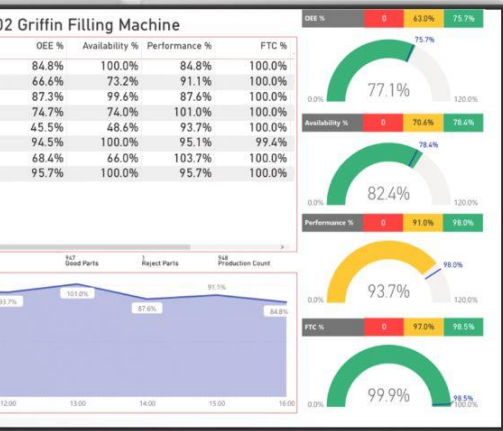 02 Griffin Filling Machine
OEE % Availability % Performance % FTC %
84.8% 100.0% 84.8% 100.0%
66.6% 73.2% 91.1% 100.0%
87.3% 99.6% 87.6% 100.0%
74.7% 74.0% 101.0% 100.0%
45.5% 48.6% 93.7% 100.0%
94.5% 100.0% 95.1% 99.4%
68.4% 66.0% 103.7% 100.0%
95.7% 100.0% 95.7% 100.0%
947 1 948
Good Parts Reject Parts Production Count
93.7% 101.0% 87.6% 91.1% 84.8%
12:00 13:00 14:00 15:00 16:00
OEE % 0 63.0% 75.7%
75.7%
77.1%
0.0% 120.0%
Availability % 0 70.6% 78.4%
78.4%
82.4%
0.0% 120.0%
Performance % 0 91.0% 98.0%
98.0%
93.7%
0.0% 120.0%
FTC % 0 97.0% 98.5%
99.9%
98.5%
0.0% 100.0%